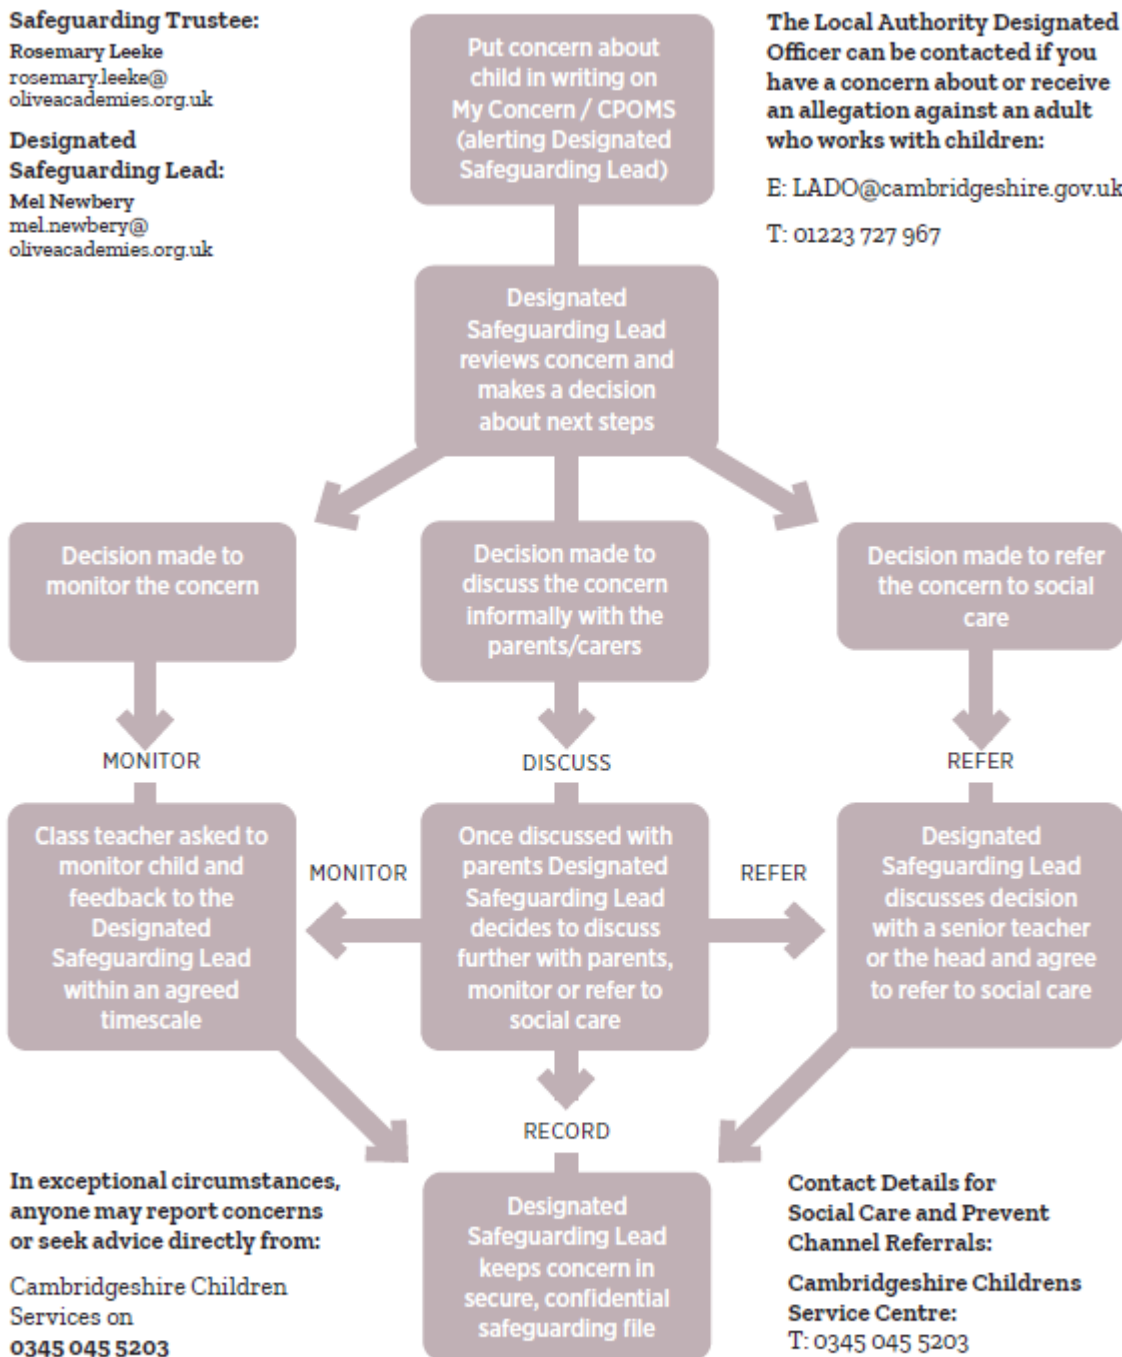 Safeguarding Trustee:
Rosemary Leeke
rosemary.leeke@
oliveacademies.org.uk
Designated
Safeguarding Lead:
Mel Newbery
mel.newbery@
oliveacademies.org.uk
Put concern about
child in writing on
My Concern / CPOMS
(alerting Designated
Safeguarding Lead)
The Local Authority Designated
Officer can be contacted if you
have a concern about or receive
an allegation against an adult
who works with children:
E: LADO@cambridgeshire.gov.uk
T: 01223 727 967
Designated
Safeguarding Lead
reviews concern and
makes a decision
about next steps
Decision made to
monitor the concern
Decision made to
discuss the concern
informally with the
parents/carers
Decision made to refer
the concern to social
care
MONITOR
DISCUSS
REFER
Class teacher asked to
monitor child and
feedback to the
Designated
Safeguarding Lead
within an agreed
timescale
MONITOR
Once discussed with
parents Designated
Safeguarding Lead
decides to discuss
further with parents,
monitor or refer to
social care
REFER
Designated
Safeguarding Lead
discusses decision
with a senior teacher
or the head and agree
to refer to social care
RECORD
In exceptional circumstances,
anyone may report concerns
or seek advice directly from:
Cambridgeshire Children
Services on
0345 045 5203
Designated
Safeguarding Lead
keeps concern in
secure, confidential
safeguarding file
Contact Details for
Social Care and Prevent
Channel Referrals:
Cambridgeshire Childrens
Service Centre:
T: 0345 045 5203